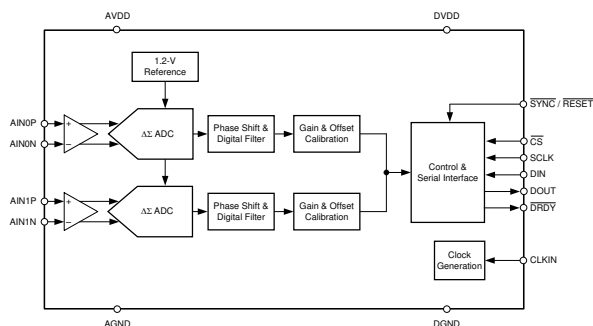 AVDD
DVDD
1.2-V
Reference
SYNC / RESET
AIN0P
AIN0N
+
−
ΔΣ ADC
Phase Shift &
Digital Filter
Gain & Offset
Calibration
Control &
Serial Interface
CS
SCLK
DIN
DOUT
DRDY
AIN1P
AIN1N
+
−
ΔΣ ADC
Phase Shift &
Digital Filter
Gain & Offset
Calibration
Clock
Generation
CLKIN
AGND
DGND